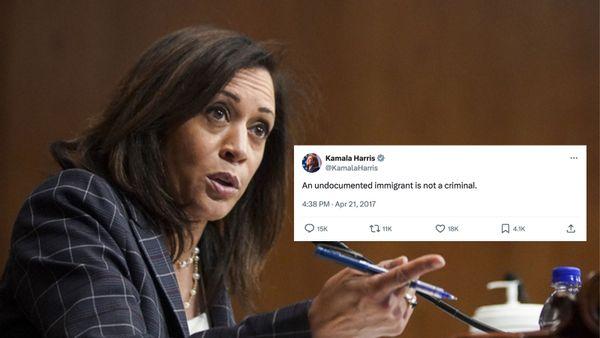 Kamala Harris
@KamalaHarris
An undocumented immigrant is not a criminal.
4:38 PM · Apr 21, 2017
15K 11K 18K 4.1K